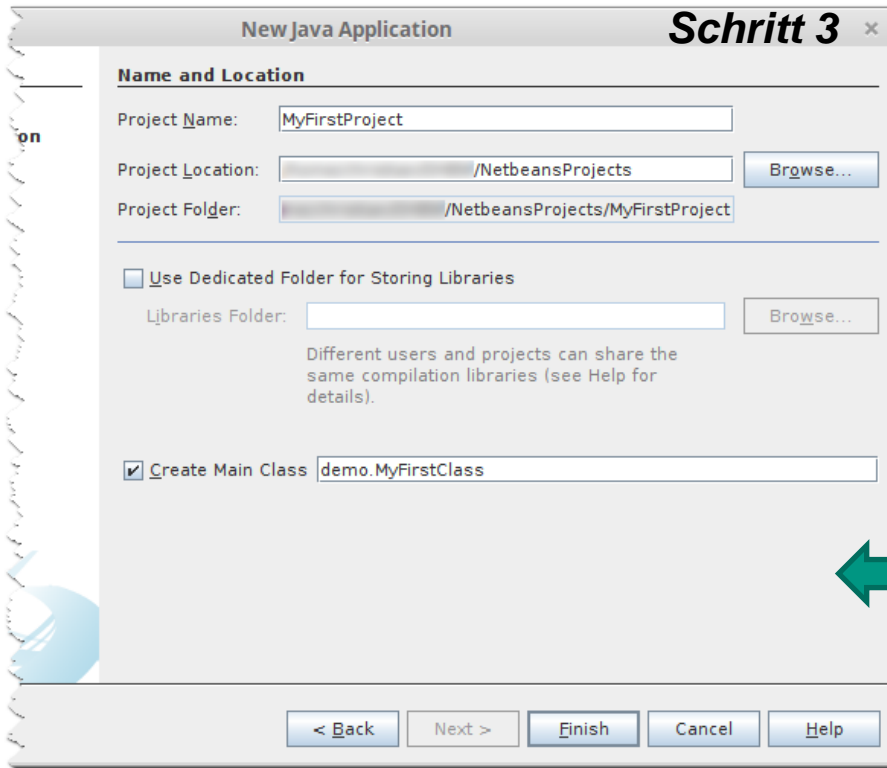 New Java Application
Schritt 3
Name and Location
on
Project Name: MyFirstProject
Project Location: /NetbeansProjects Browse...
Project Folder: /NetbeansProjects/MyFirstProject
Use Dedicated Folder for Storing Libraries
Libraries Folder: Browse...
Different users and projects can share the
same compilation libraries (see Help for
details).
Create Main Class demo.MyFirstClass
< Back Next > Finish Cancel Help